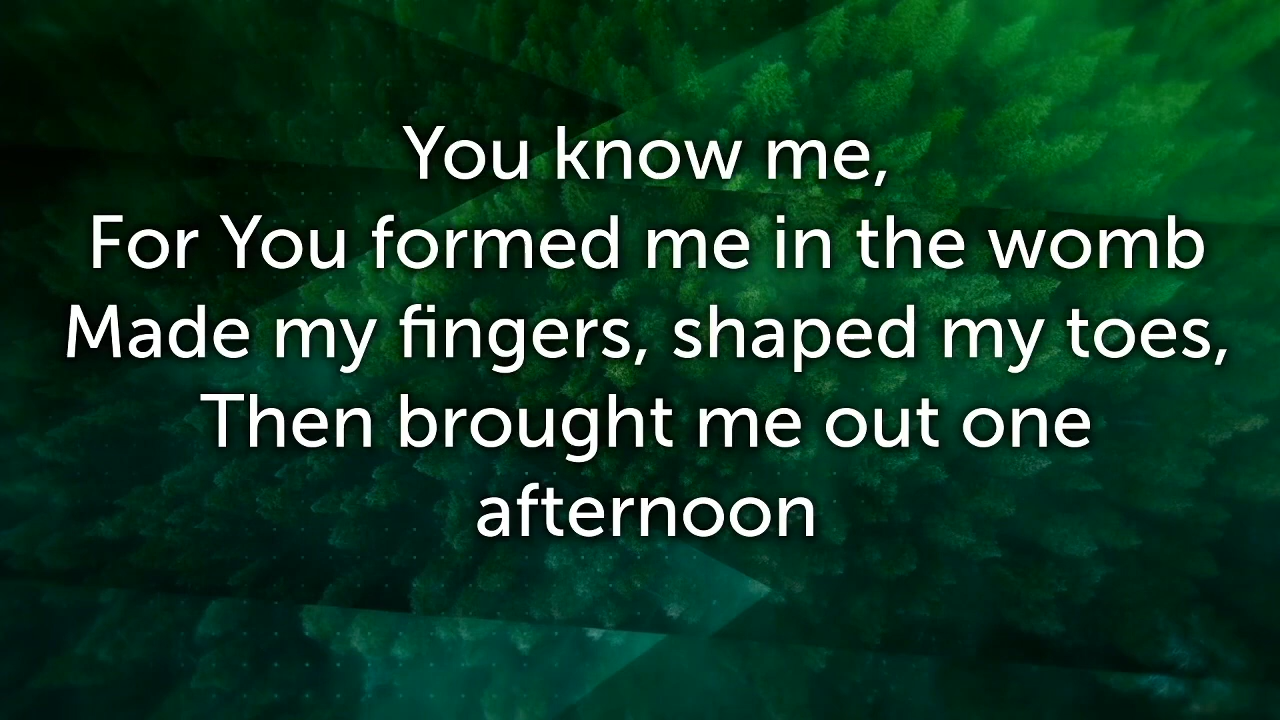 You know me,
For You formed me in the womb
Made my fingers, shaped my toes,
Then brought me out one
afternoon